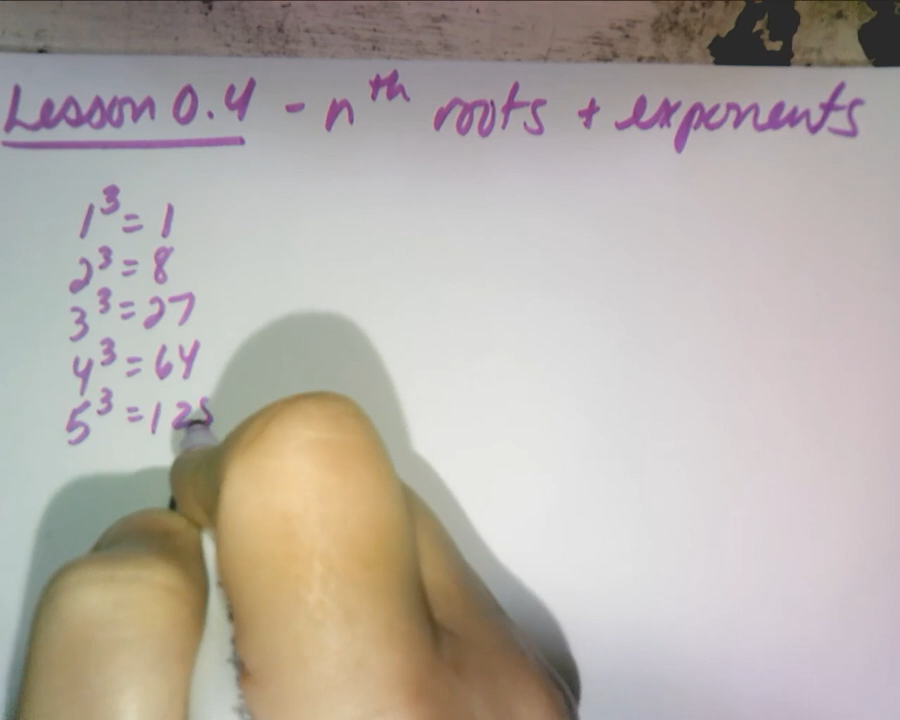 Lesson 0.4 - nᵗʰ roots + exponents
1³ = 1
2³ = 8
3³ = 27
4³ = 64
5³ = 125